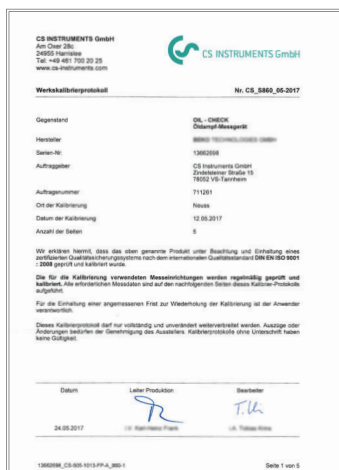 CS INSTRUMENTS GmbH
Am Oxer 28c
24955 Harrislee
Tel: +49 461 700 20 25
www.cs-instruments.com
CS INSTRUMENTS GmbH
Werkskalibrierprotokoll Nr. CS_S860_05-2017
Gegenstand OIL - CHECK
Öldampf-Messgerät
Hersteller
Serien-Nr. 13662698
Auftraggeber CS Instruments GmbH
Zindelsteiner Straße 15
78052 VS-Tannheim
Auftragsnummer 711261
Ort der Kalibrierung Neuss
Datum der Kalibrierung 12.05.2017
Anzahl der Seiten 5
Wir erklären hiermit, dass das oben genannte Produkt unter Beachtung und Einhaltung eines
zertifizierten Qualitätssicherungssystems nach dem internationalen Qualitätsstandard DIN EN ISO 9001
: 2008 geprüft und kalibriert wurde.
Die für die Kalibrierung verwendeten Messeinrichtungen werden regelmäßig geprüft und
kalibriert. Alle erforderlichen Messdaten sind auf den nachfolgenden Seiten dieses Kalibrier-Protokolls
aufgeführt.
Für die Einhaltung einer angemessenen Frist zur Wiederholung der Kalibrierung ist der Anwender
verantwortlich.
Dieses Kalibrierprotokoll darf nur vollständig und unverändert weiterverbreitet werden. Auszüge oder
Änderungen bedürfen der Genehmigung des Ausstellers. Kalibrierprotokolle ohne Unterschrift haben
keine Gültigkeit.
Datum Leiter Produktion Bearbeiter
24.05.2017
Seite 1 von 5